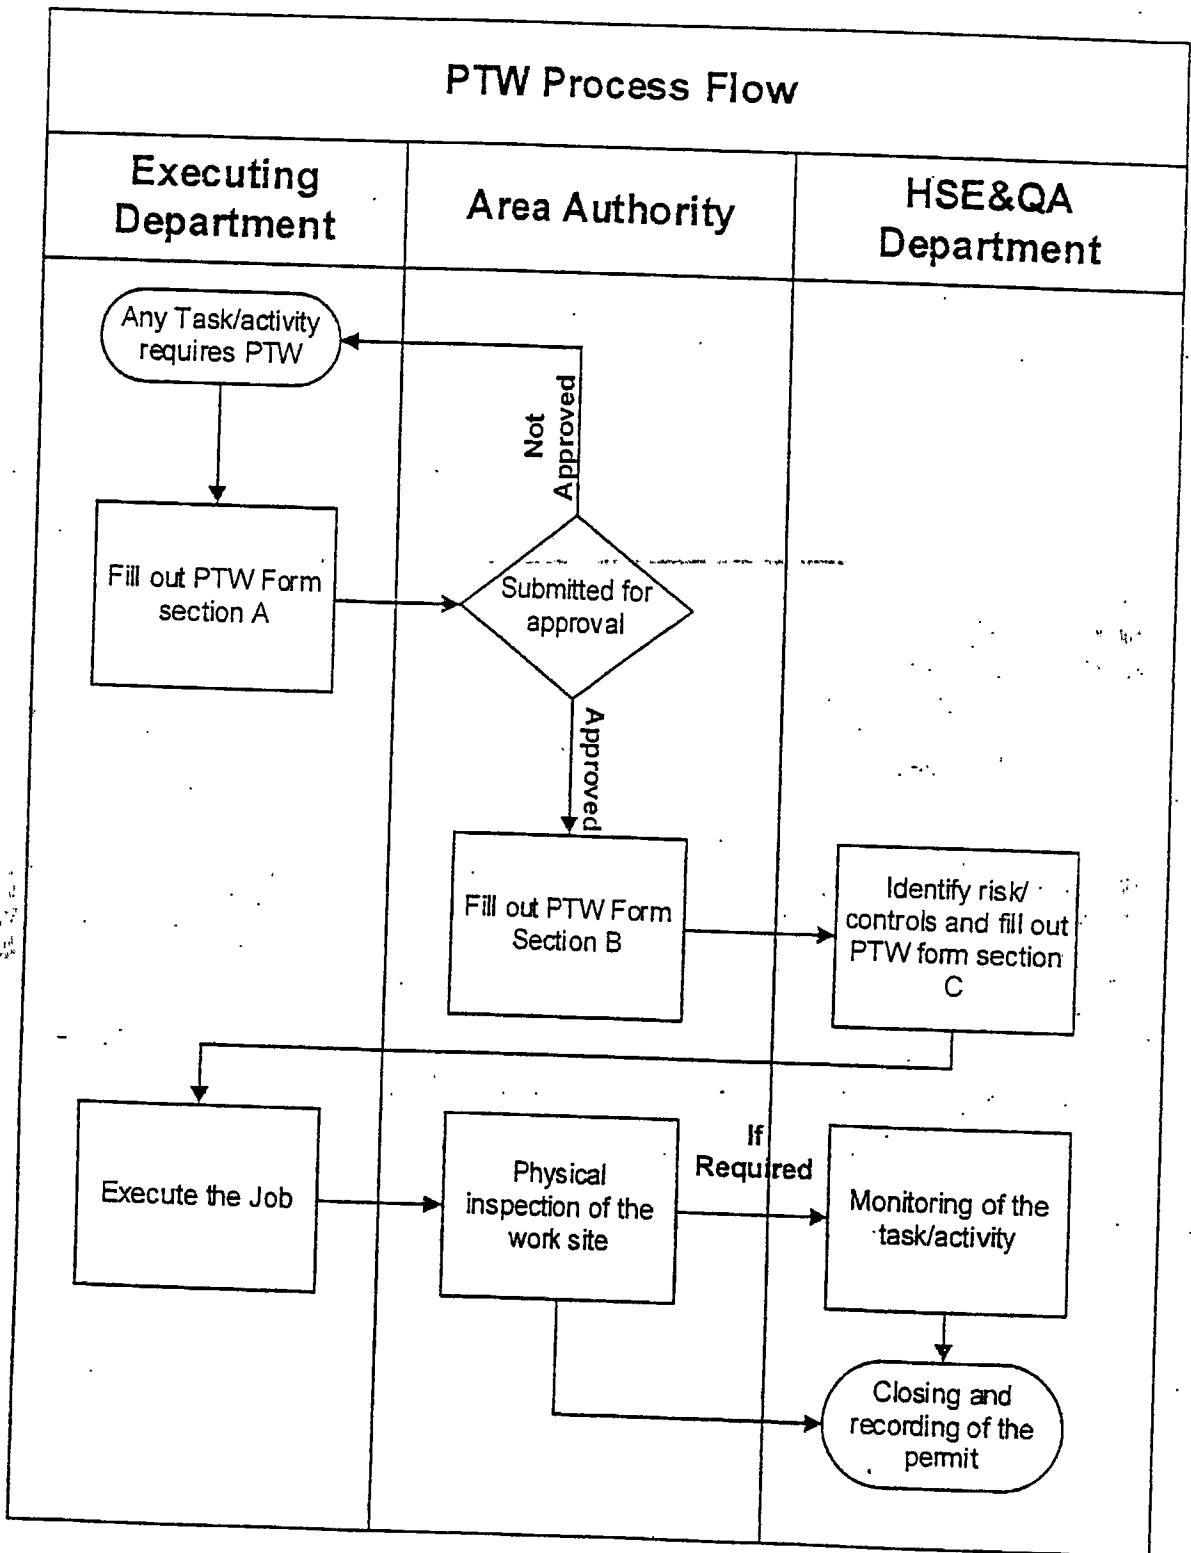 PTW Process Flow
Executing
Department
Area Authority
HSE&QA
Department
Any Task/activity
requires PTW
Not
Approved
Fill out PTW Form
section A
Submitted for
approval
Approved
Fill out PTW Form
Section B
Identify risk/
controls and fill out
PTW form section
C
Execute the Job
Physical
inspection of the
work site
If
Required
Monitoring of the
task/activity
Closing and
recording of the
permit